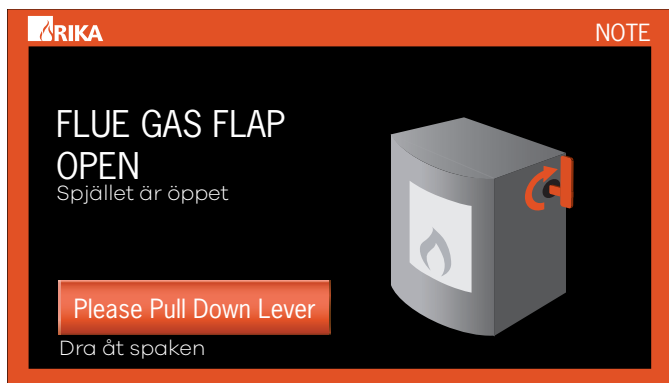 RIKA
NOTE
FLUE GAS FLAP
OPEN
Spjället är öppet
Please Pull Down Lever
Dra åt spaken